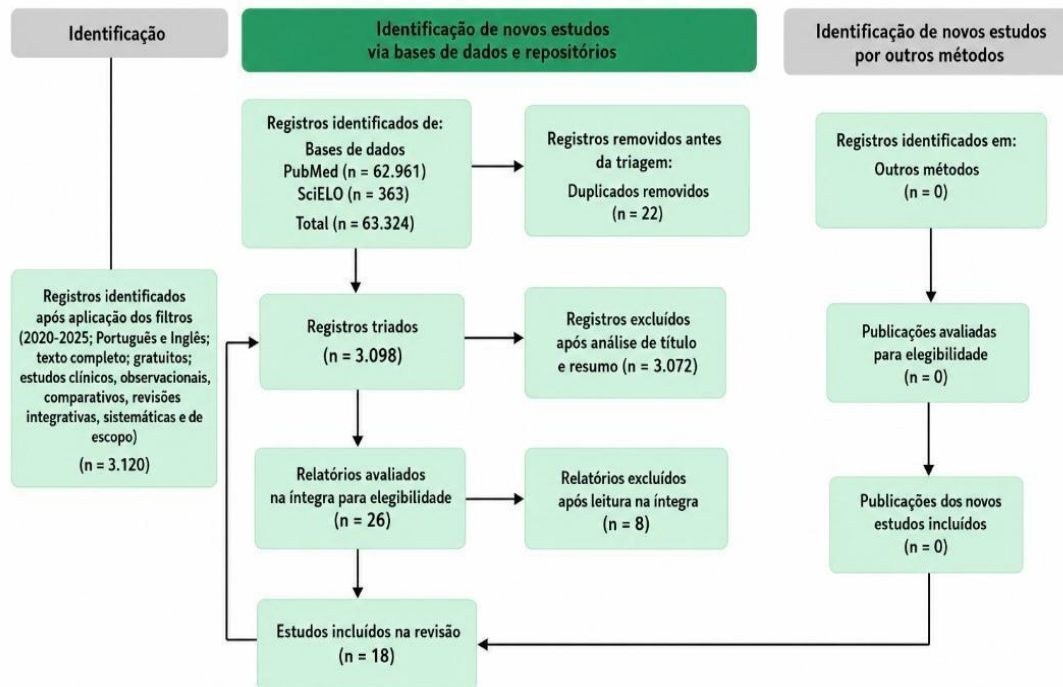 Identificação
Identificação de novos estudos
via bases de dados e repositórios
Identificação de novos estudos
por outros métodos
Registros identificados de:
Bases de dados
PubMed (n = 62.961)
SciELO (n = 363)
Total (n = 63.324)
Registros removidos antes
da triagem:
Duplicados removidos
(n = 22)
Registros identificados em:
Outros métodos
(n = 0)
Registros identificados
após aplicação dos filtros
(2020-2025; Português e Inglês;
texto completo; gratuitos;
estudos clínicos, observacionais,
comparativos, revisões
integrativas, sistemáticas e de
escopo)
(n = 3.120)
Registros triados
(n = 3.098)
Registros excluídos
após análise de título
e resumo (n = 3.072)
Publicações avaliadas
para elegibilidade
(n = 0)
Relatórios avaliados
na íntegra para elegibilidade
(n = 26)
Relatórios excluídos
após leitura na íntegra
(n = 8)
Publicações dos novos
estudos incluídos
(n = 0)
Estudos incluídos na revisão
(n = 18)